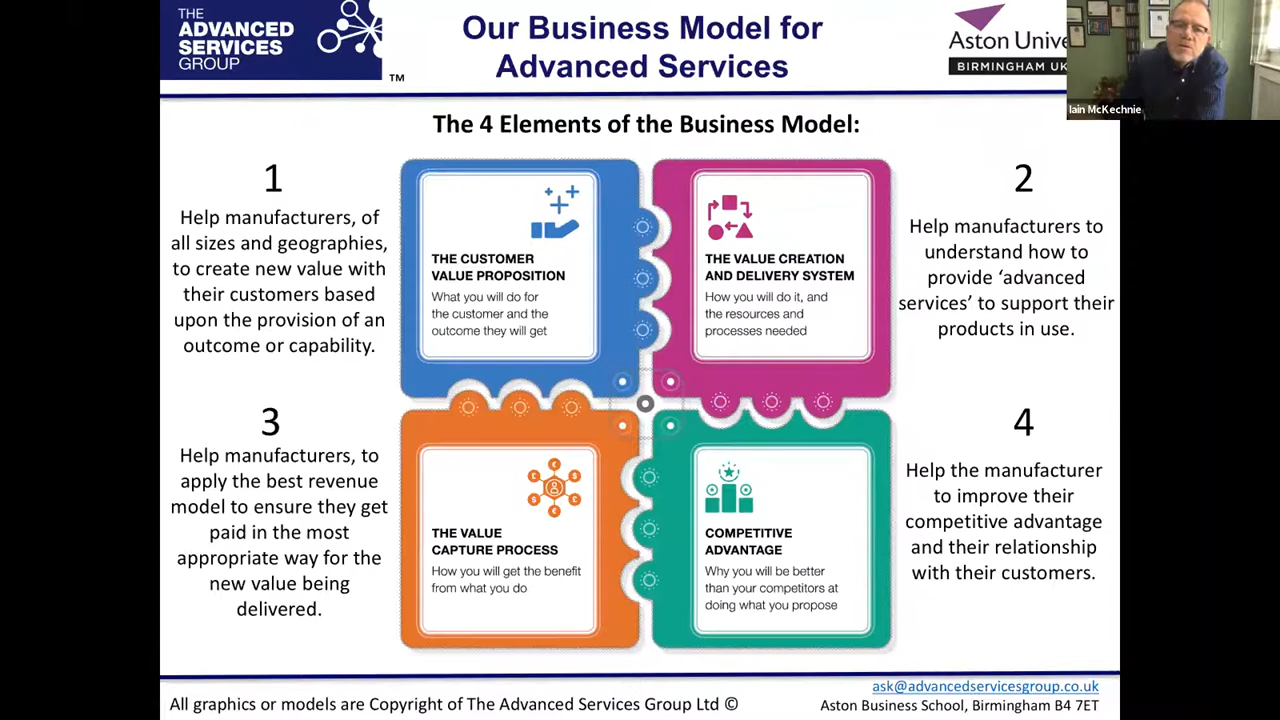 THE
ADVANCED
SERVICES
GROUP
TM
Our Business Model for
Advanced Services
Aston Unive
BIRMINGHAM UK
Iain McKechnie
The 4 Elements of the Business Model:
1
Help manufacturers, of
all sizes and geographies,
to create new value with
their customers based
upon the provision of an
outcome or capability.
THE CUSTOMER
VALUE PROPOSITION
What you will do for
the customer and the
outcome they will get
THE VALUE CREATION
AND DELIVERY SYSTEM
How you will do it, and
the resources and
processes needed
2
Help manufacturers to
understand how to
provide ‘advanced
services’ to support their
products in use.
3
Help manufacturers, to
apply the best revenue
model to ensure they get
paid in the most
appropriate way for the
new value being
delivered.
THE VALUE
CAPTURE PROCESS
How you will get the benefit
from what you do
COMPETITIVE
ADVANTAGE
Why you will be better
than your competitors at
doing what you propose
4
Help the manufacturer
to improve their
competitive advantage
and their relationship
with their customers.
All graphics or models are Copyright of The Advanced Services Group Ltd ©
ask@advancedservicesgroup.co.uk
Aston Business School, Birmingham B4 7ET